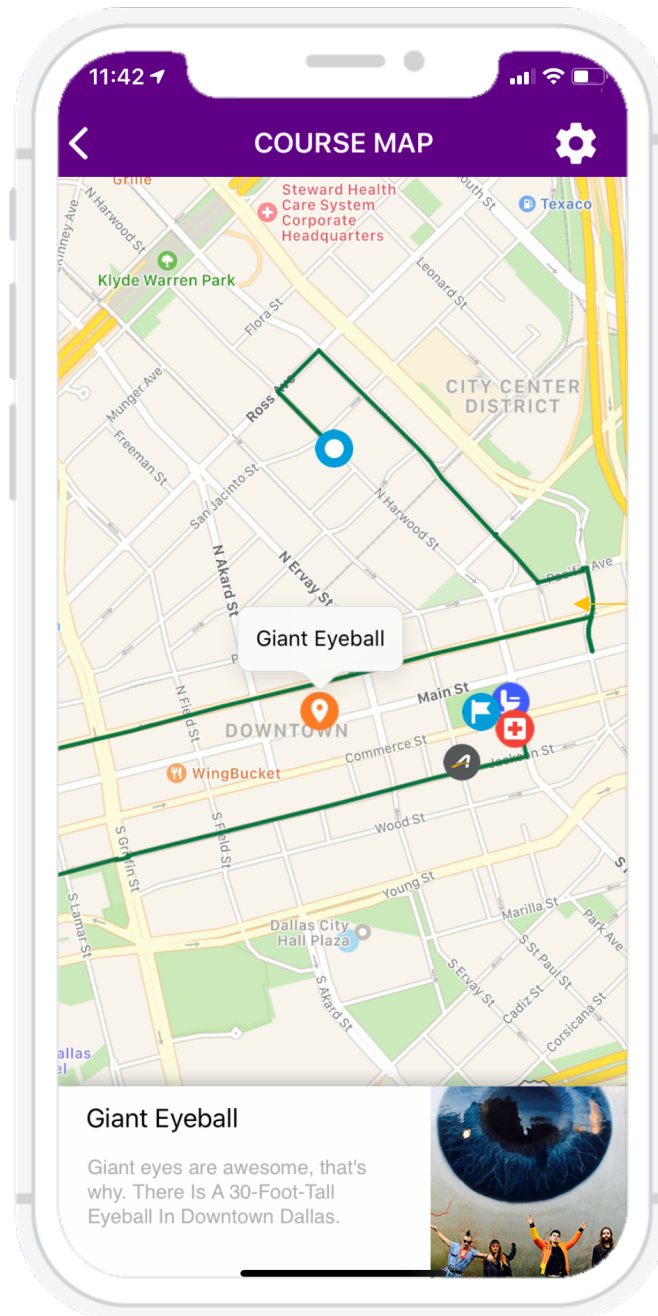 11:42
COURSE MAP
Grille
N Harwood St
Steward Health
Care System
Corporate
Headquarters
Texaco
Klyde Warren Park
Leonard St
Flora St
Munger Ave
Ross Ave
CITY CENTER
DISTRICT
Freeman St
San Jacinto St
N Harwood St
N Akard St
N Ervay St
Pacific Ave
Giant Eyeball
N Field St
Main St
DOWNTOWN
Commerce St
WingBucket
Jackson St
S Griffin St
S Field St
Wood St
Young St
S Lamar St
Dallas City
Hall Plaza
Marilla St
Park Ave
S St Paul St
S Ervay St
Cadiz St
S Akard St
Corsicana St
allas
el
Giant Eyeball
Giant eyes are awesome, that's
why. There Is A 30-Foot-Tall
Eyeball In Downtown Dallas.